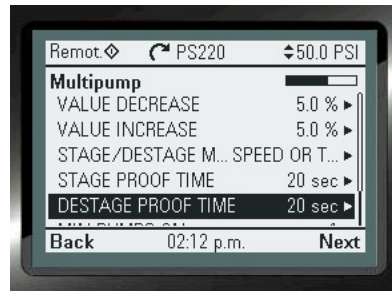 Remot. PS220 50.0 PSI
Multipump
VALUE DECREASE 5.0 %
VALUE INCREASE 5.0 %
STAGE/DESTAGE M... SPEED OR T...
STAGE PROOF TIME 20 sec
DESTAGE PROOF TIME 20 sec
Back 02:12 p.m. Next